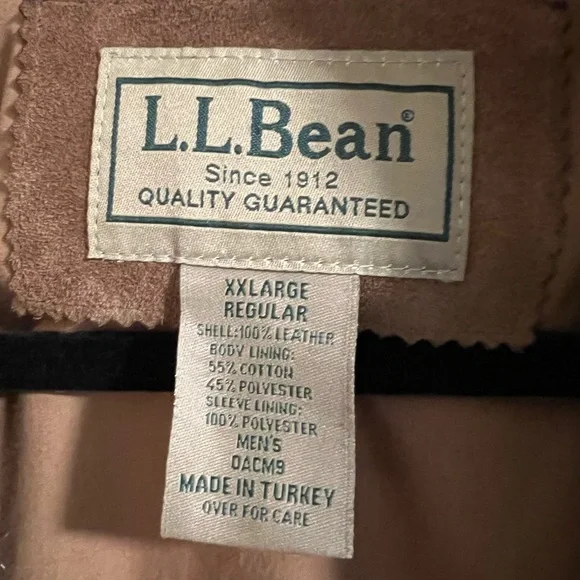 L.L.Bean®
Since 1912
QUALITY GUARANTEED
XXLARGE
REGULAR
SHELL:100% LEATHER
BODY LINING:
55% COTTON
45% POLYESTER
SLEEVE LINING:
100% POLYESTER
MEN'S
0ACM9
MADE IN TURKEY
OVER FOR CARE